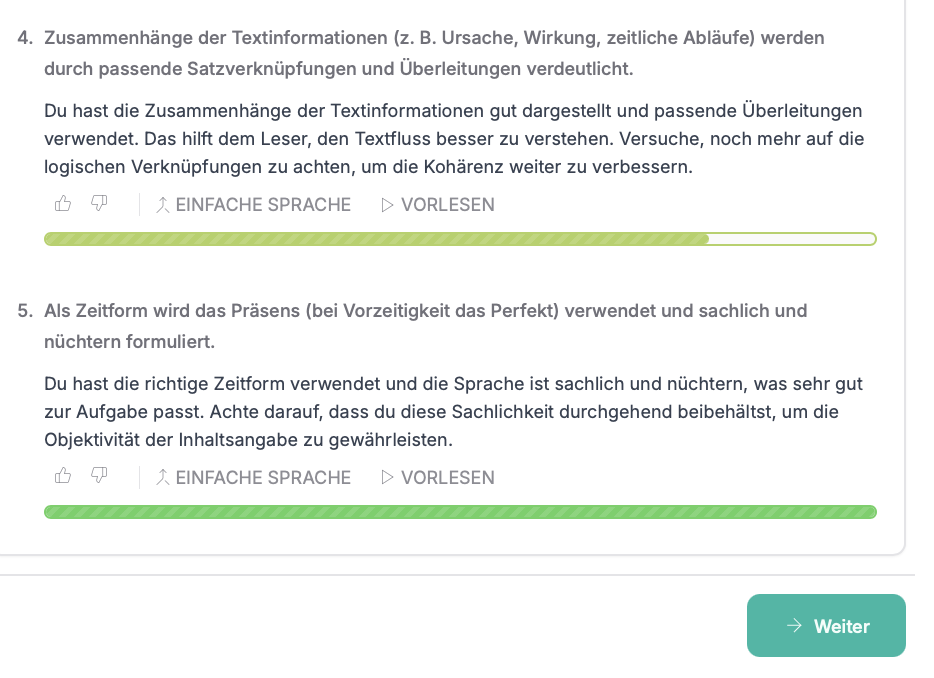 4. Zusammenhänge der Textinformationen (z. B. Ursache, Wirkung, zeitliche Abläufe) werden
durch passende Satzverknüpfungen und Überleitungen verdeutlicht.
Du hast die Zusammenhänge der Textinformationen gut dargestellt und passende Überleitungen
verwendet. Das hilft dem Leser, den Textfluss besser zu verstehen. Versuche, noch mehr auf die
logischen Verknüpfungen zu achten, um die Kohärenz weiter zu verbessern.
EINFACHE SPRACHE VORLESEN
5. Als Zeitform wird das Präsens (bei Vorzeitigkeit das Perfekt) verwendet und sachlich und
nüchtern formuliert.
Du hast die richtige Zeitform verwendet und die Sprache ist sachlich und nüchtern, was sehr gut
zur Aufgabe passt. Achte darauf, dass du diese Sachlichkeit durchgehend beibehältst, um die
Objektivität der Inhaltsangabe zu gewährleisten.
EINFACHE SPRACHE VORLESEN
Weiter